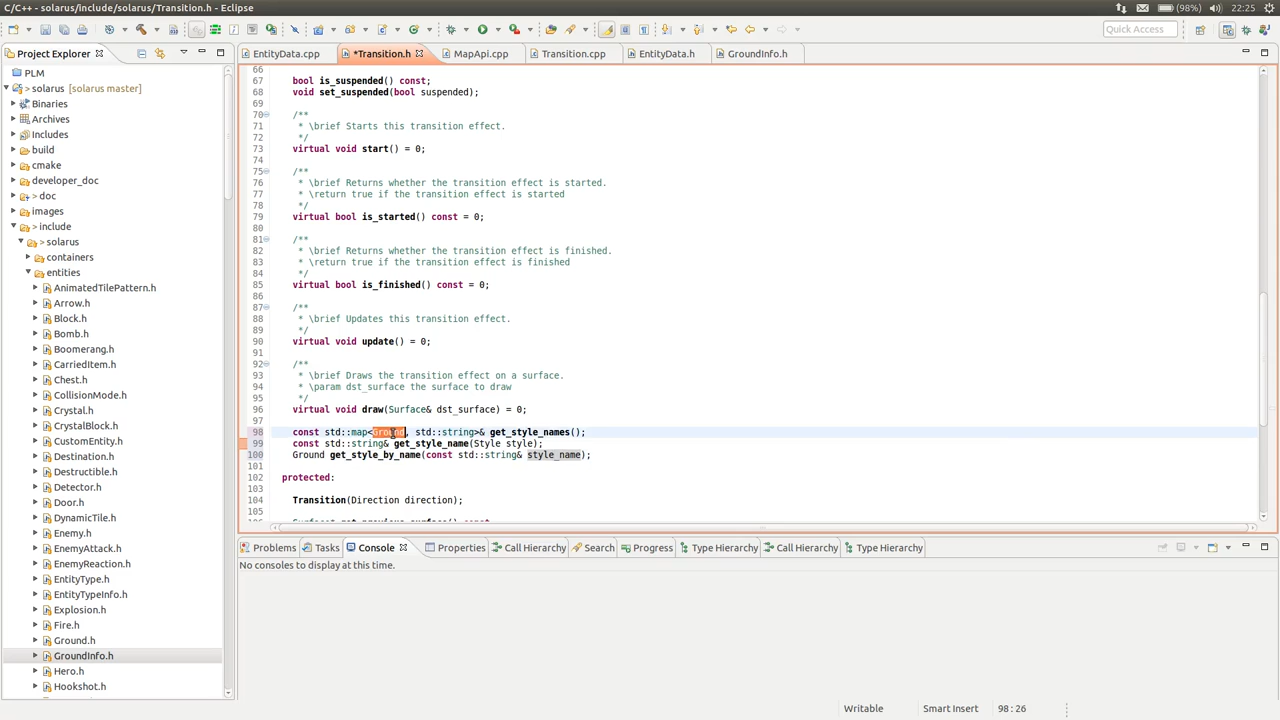 C/C++ - solarus/include/solarus/Transition.h - Eclipse
(98%)
22:25
Quick Access
Project Explorer
EntityData.cpp
*Transition.h
MapApi.cpp
Transition.cpp
EntityData.h
GroundInfo.h
PLM
> solarus [solarus master]
Binaries
Archives
Includes
build
cmake
developer_doc
> doc
images
> include
> solarus
containers
entities
AnimatedTilePattern.h
Arrow.h
Block.h
Bomb.h
Boomerang.h
CarriedItem.h
Chest.h
CollisionMode.h
Crystal.h
CrystalBlock.h
CustomEntity.h
Destination.h
Destructible.h
Detector.h
Door.h
DynamicTile.h
Enemy.h
EnemyAttack.h
EnemyReaction.h
EntityType.h
EntityTypeInfo.h
Explosion.h
Fire.h
Ground.h
GroundInfo.h
Hero.h
Hookshot.h
66
67 bool is_suspended() const;
68 void set_suspended(bool suspended);
69
70 /**
71 * \brief Starts this transition effect.
72 */
73 virtual void start() = 0;
74
75 /**
76 * \brief Returns whether the transition effect is started.
77 * \return true if the transition effect is started
78 */
79 virtual bool is_started() const = 0;
80
81 /**
82 * \brief Returns whether the transition effect is finished.
83 * \return true if the transition effect is finished
84 */
85 virtual bool is_finished() const = 0;
86
87 /**
88 * \brief Updates this transition effect.
89 */
90 virtual void update() = 0;
91
92 /**
93 * \brief Draws the transition effect on a surface.
94 * \param dst_surface the surface to draw
95 */
96 virtual void draw(Surface& dst_surface) = 0;
97
98 const std::map<Ground, std::string>& get_style_names();
99 const std::string& get_style_name(Style style);
100 Ground get_style_by_name(const std::string& style_name);
101
102 protected:
103
104 Transition(Direction direction);
105
106 Surface* get_previous_surface() const;
Problems
Tasks
Console
Properties
Call Hierarchy
Search
Progress
Type Hierarchy
Call Hierarchy
Type Hierarchy
No consoles to display at this time.
Writable
Smart Insert
98 : 26